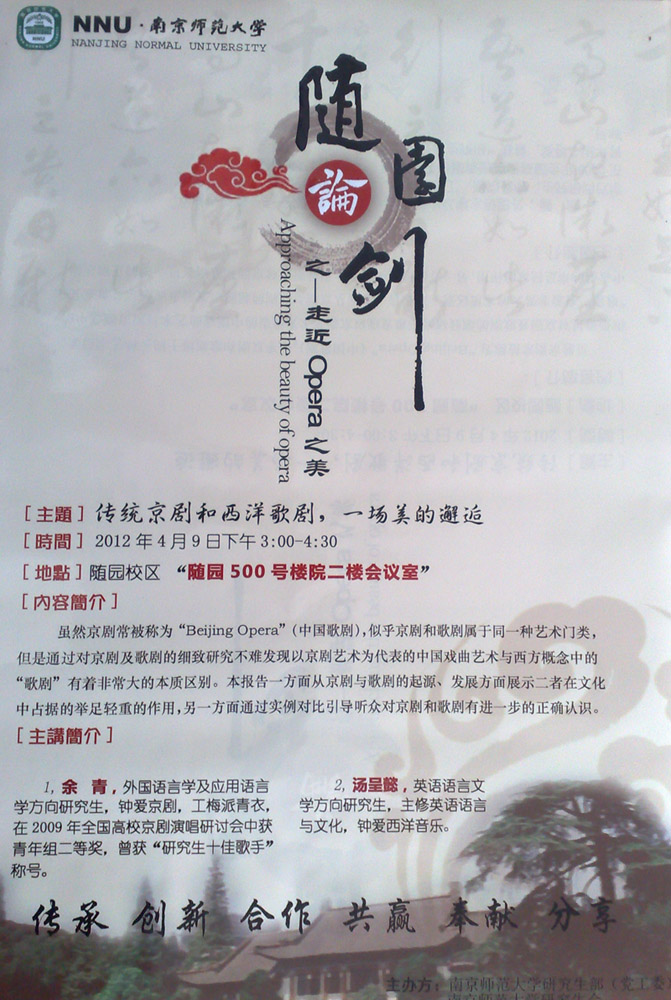 NNU·南京师范大学
NANJING NORMAL UNIVERSITY
随園
論
剑
之—走近 Opera 之美
Approaching the beauty of opera
［主題］传统京剧和西洋歌剧，一场美的邂逅
［時間］2012 年 4 月 9 日下午 3:00-4:30
［地點］随园校区 “随园 500 号楼院二楼会议室”
［內容簡介］
虽然京剧常被称为“Beijing Opera”（中国歌剧），似乎京剧和歌剧属于同一种艺术门类，
但是通过对京剧及歌剧的细致研究不难发现以京剧艺术为代表的中国戏曲艺术与西方概念中的
“歌剧”有着非常大的本质区别。本报告一方面从京剧与歌剧的起源、发展方面展示二者在文化
中占据的举足轻重的作用，另一方面通过实例对比引导听众对京剧和歌剧有进一步的正确认识。
［主講簡介］
1, 余 青，外国语言学及应用语言
学方向研究生，钟爱京剧，工梅派青衣，
在 2009 年全国高校京剧演唱研讨会中获
青年组二等奖，曾获“研究生十佳歌手”
称号。
2, 汤呈懿，英语语言文
学方向研究生，主修英语语言
与文化，钟爱西洋音乐。
传承 创新 合作 共赢 奉献 分享
主办方：南京师范大学研究生部（党工委